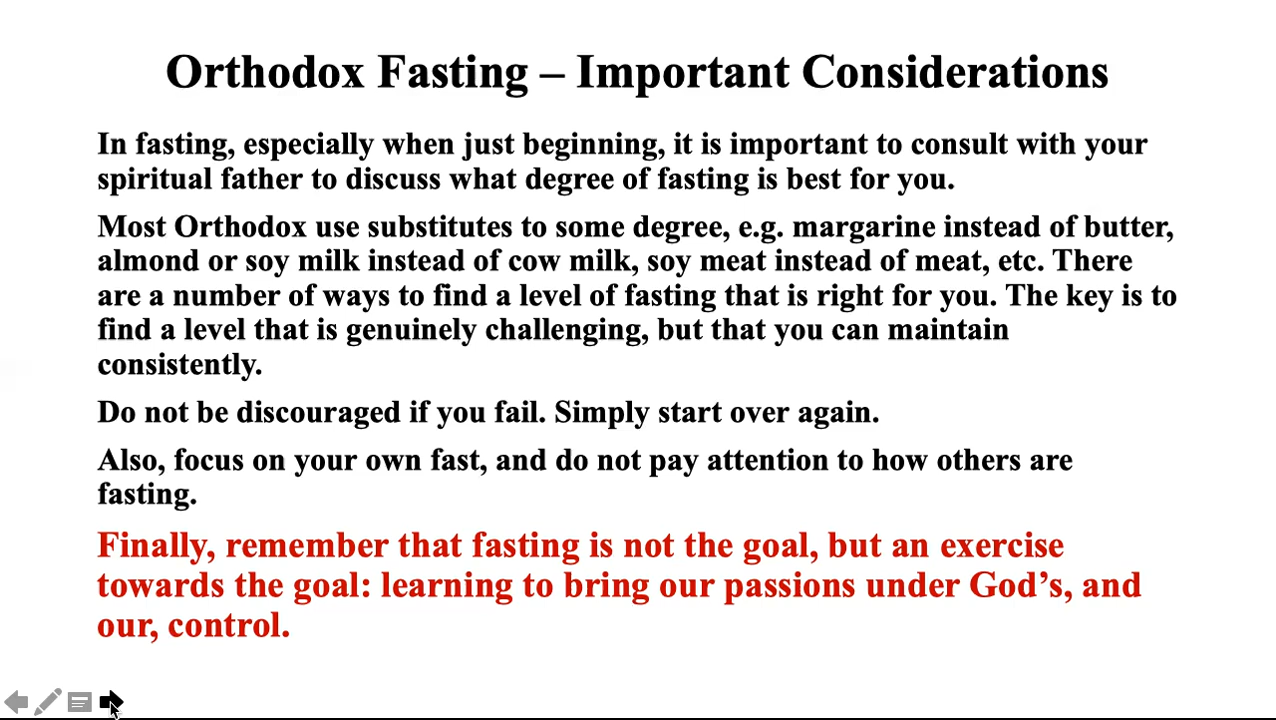 Orthodox Fasting – Important Considerations
In fasting, especially when just beginning, it is important to consult with your
spiritual father to discuss what degree of fasting is best for you.
Most Orthodox use substitutes to some degree, e.g. margarine instead of butter,
almond or soy milk instead of cow milk, soy meat instead of meat, etc. There
are a number of ways to find a level of fasting that is right for you. The key is to
find a level that is genuinely challenging, but that you can maintain
consistently.
Do not be discouraged if you fail. Simply start over again.
Also, focus on your own fast, and do not pay attention to how others are
fasting.
Finally, remember that fasting is not the goal, but an exercise
towards the goal: learning to bring our passions under God’s, and
our, control.